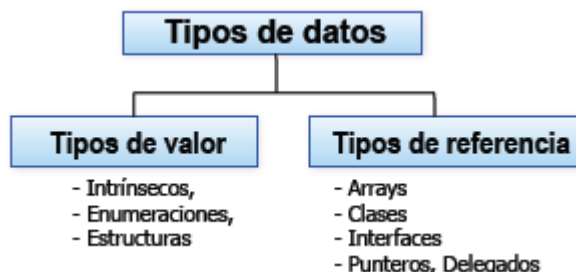 Tipos de datos
Tipos de valor
- Intrínsecos,
- Enumeraciones,
- Estructuras
Tipos de referencia
- Arrays
- Clases
- Interfaces
- Punteros, Delegados